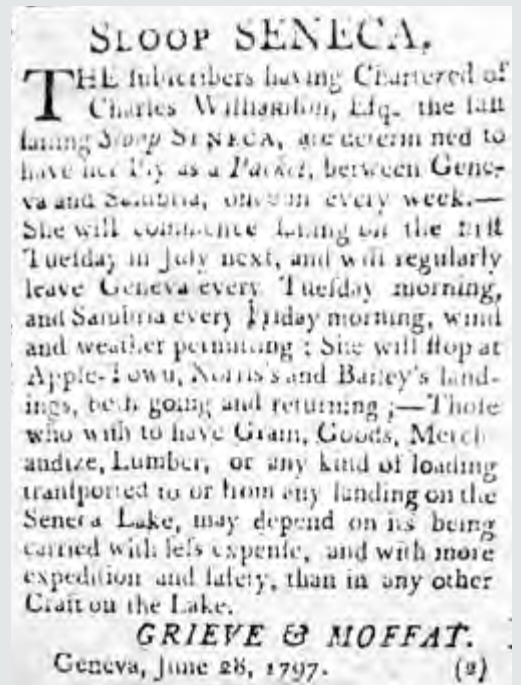 SLOOP SENECA,
THE ſubſcribers having Chartered of
Charles Williamſon, Eſq. the faſt
ſailing Sloop SENECA, are determ ned to
have her Ply as a Packet, between Gene-
va and Sambria, once in every week.—
She will commence ſailing on the firſt
Tueſday in July next, and will regularly
leave Geneva every Tueſday morning,
and Sambria every Friday morning, wind
and weather permitting ; She will ſtop at
Apple-Town, Norris's and Bailey's land-
ings, both going and returning ;—Thoſe
who wiſh to have Grain, Goods, Merch
andize, Lumber, or any kind of loading
tranſported to or from any landing on the
Seneca Lake, may depend on its being
carried with leſs expenſe, and with more
expedition and ſafety, than in any other
Craft on the Lake.
GRIEVE & MOFFAT.
Geneva, June 28, 1797. (2)